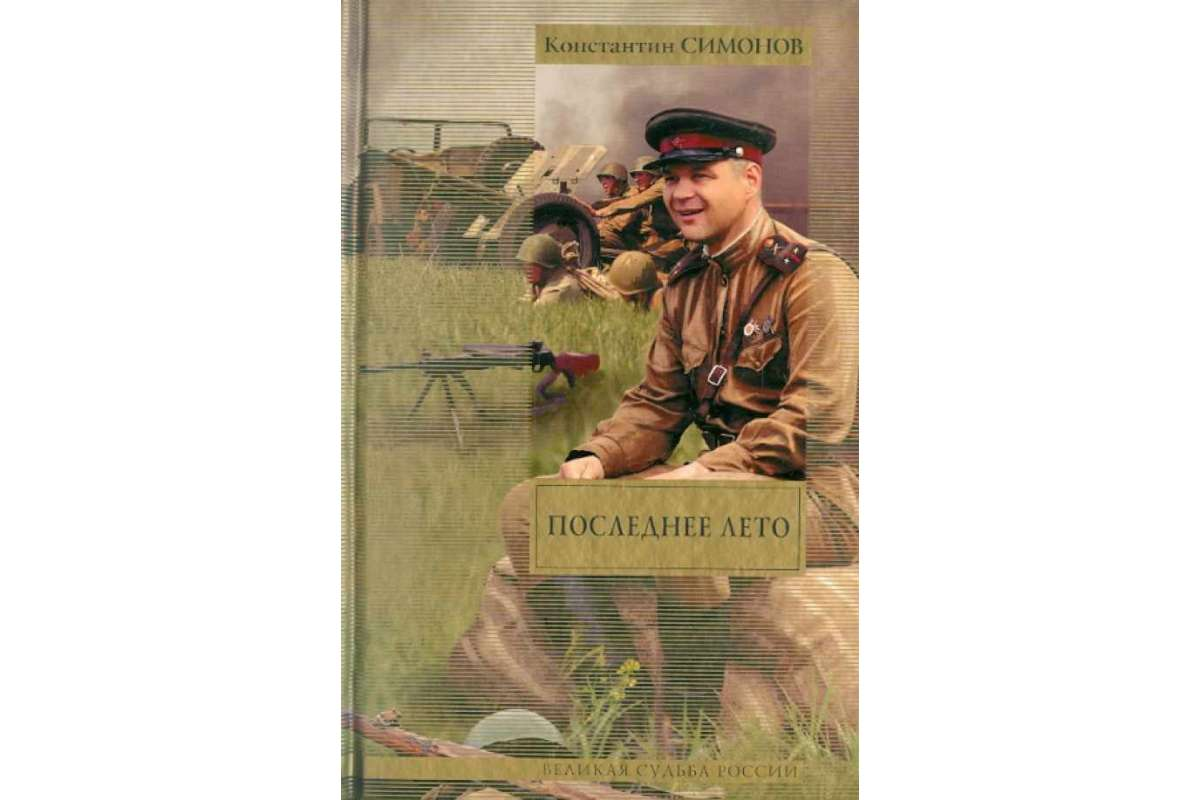 Константин СИМОНОВ
ПОСЛЕДНЕЕ ЛЕТО
ВЕЛИКАЯ СУДЬБА РОССИИ